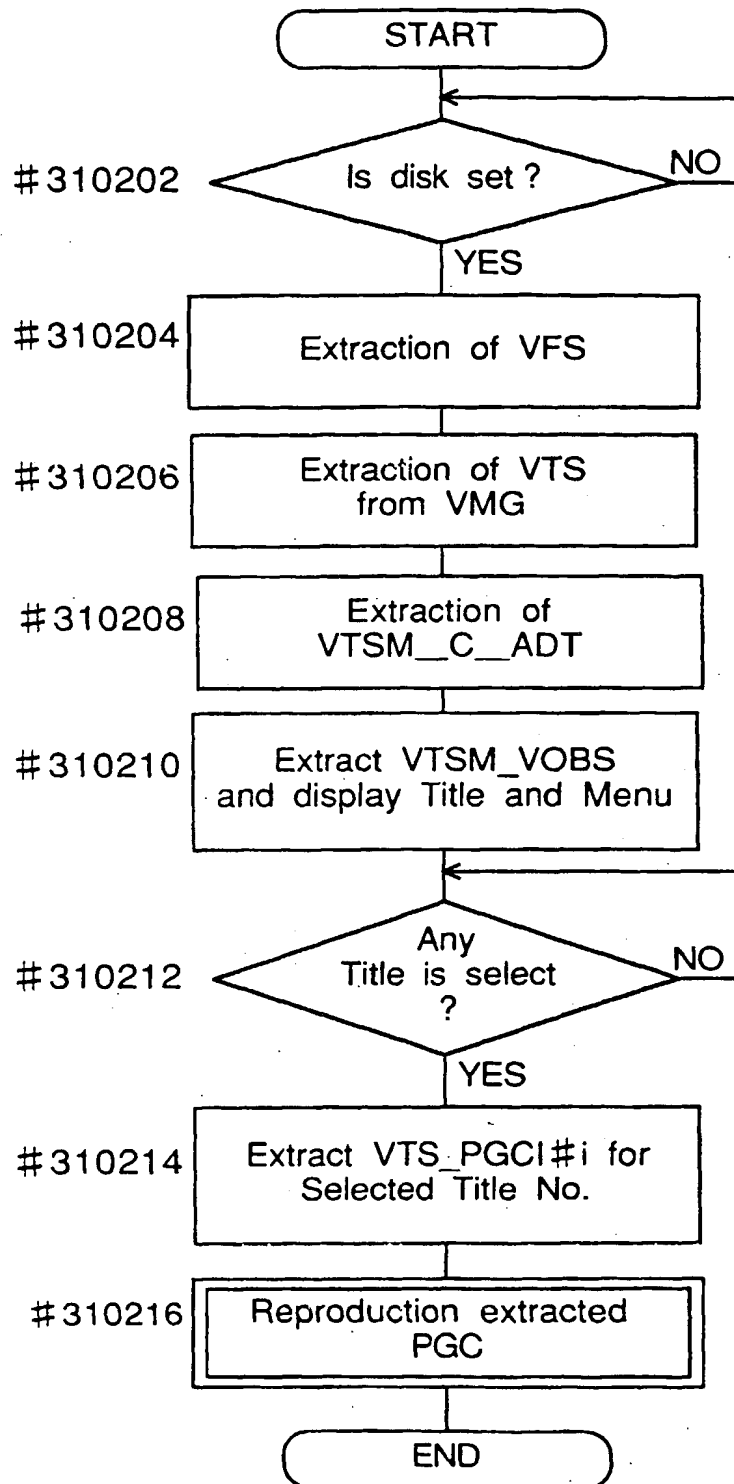 START
#310202
Is disk set ?
NO
YES
#310204
Extraction of VFS
#310206
Extraction of VTS
from VMG
#310208
Extraction of
VTSM__C__ADT
#310210
Extract VTSM_VOBS
and display Title and Menu
#310212
Any
Title is select
?
NO
YES
#310214
Extract VTS_PGCI#i for
Selected Title No.
#310216
Reproduction extracted
PGC
END